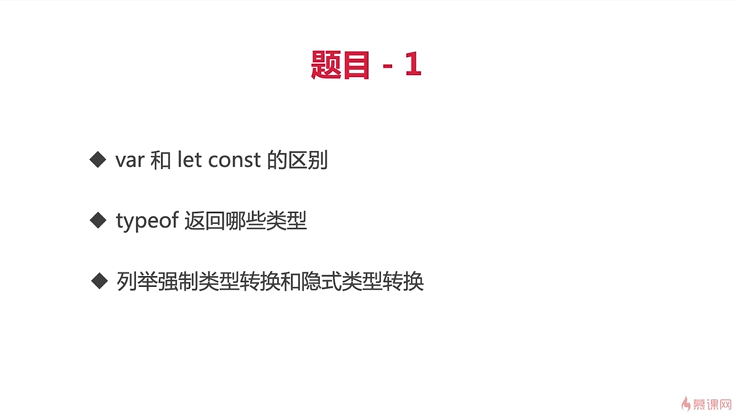 题目 - 1
◆ var 和 let const 的区别
◆ typeof 返回哪些类型
◆ 列举强制类型转换和隐式类型转换
慕课网